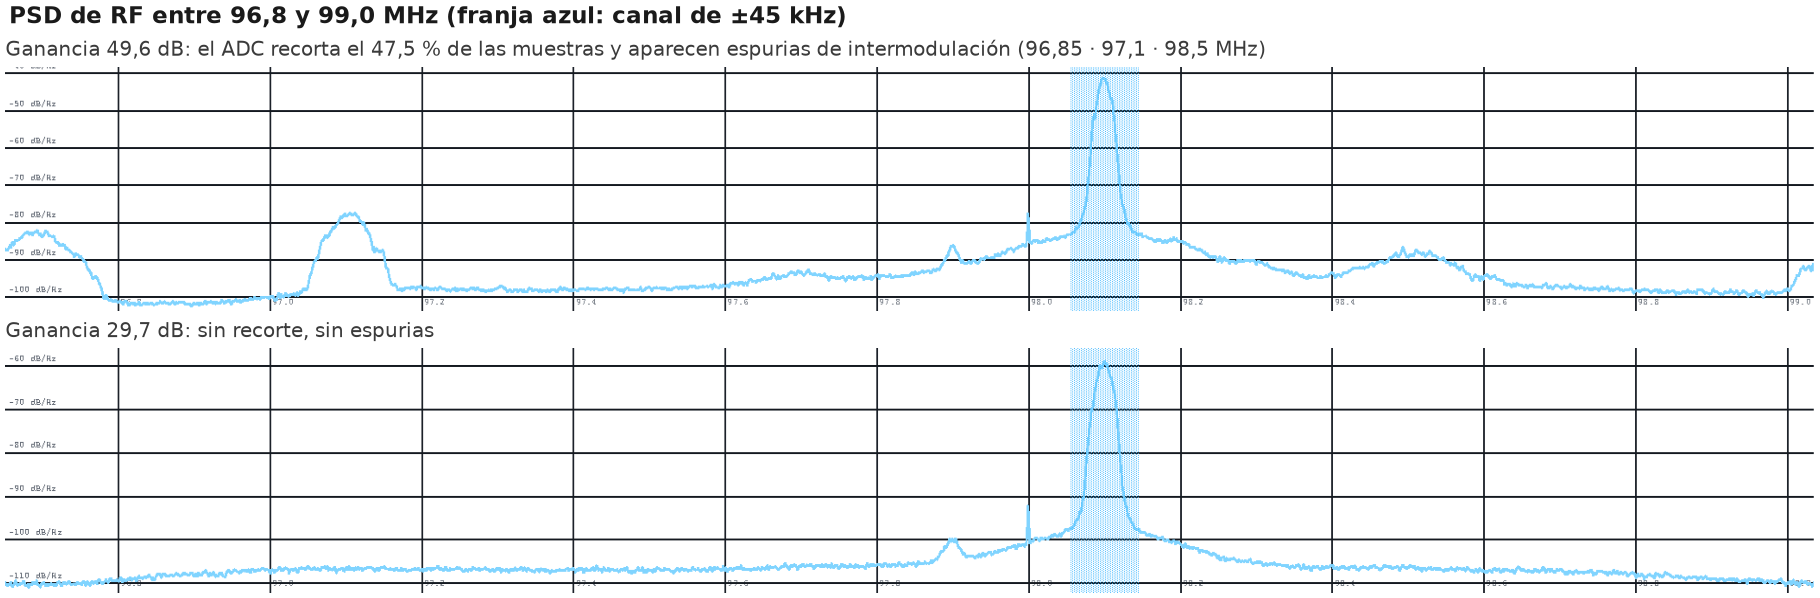 PSD de RF entre 96,8 y 99,0 MHz (franja azul: canal de ±45 kHz)
Ganancia 49,6 dB: el ADC recorta el 47,5 % de las muestras y aparecen espurias de intermodulación (96,85 · 97,1 · 98,5 MHz)
-50 dB/Hz
-60 dB/Hz
-70 dB/Hz
-80 dB/Hz
-90 dB/Hz
-100 dB/Hz
96.8 97.0 97.2 97.4 97.6 97.8 98.0 98.2 98.4 98.6 98.8 99.0
Ganancia 29,7 dB: sin recorte, sin espurias
-60 dB/Hz
-70 dB/Hz
-80 dB/Hz
-90 dB/Hz
-100 dB/Hz
-110 dB/Hz
96.8 97.0 97.2 97.4 97.6 97.8 98.0 98.2 98.4 98.6 98.8